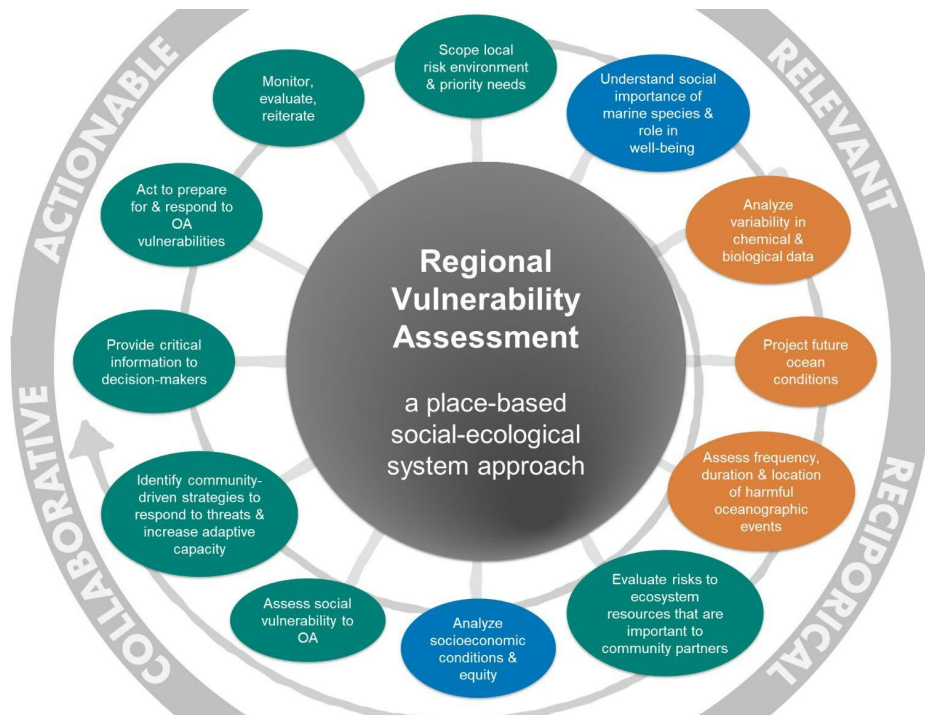 Regional
Vulnerability
Assessment
a place-based
social-ecological
system approach
Scope local
risk environment
& priority needs
Understand social
importance of
marine species &
role in
well-being
Analyze
variability in
chemical &
biological data
Project future
ocean
conditions
Assess frequency,
duration & location
of harmful
oceanographic
events
Evaluate risks to
ecosystem
resources that are
important to
community partners
Analyze
socioeconomic
conditions &
equity
Assess social
vulnerability to
OA
Identify community-
driven strategies to
respond to threats &
increase adaptive
capacity
Provide critical
information to
decision-makers
Act to prepare
for & respond to
OA
vulnerabilities
Monitor,
evaluate,
reiterate
ACTIONABLE
RELEVANT
RECIPORICAL
COLLABORATIVE